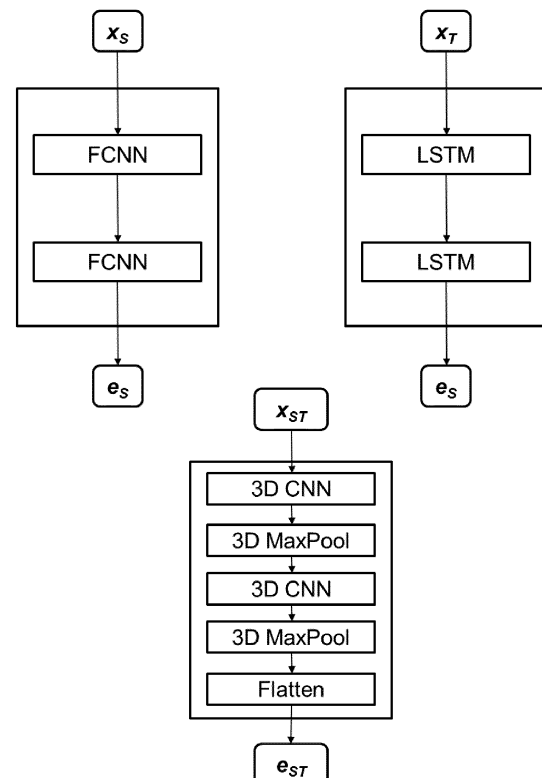 x_S
FCNN
FCNN
e_S
x_T
LSTM
LSTM
e_S
x_ST
3D CNN
3D MaxPool
3D CNN
3D MaxPool
Flatten
e_ST